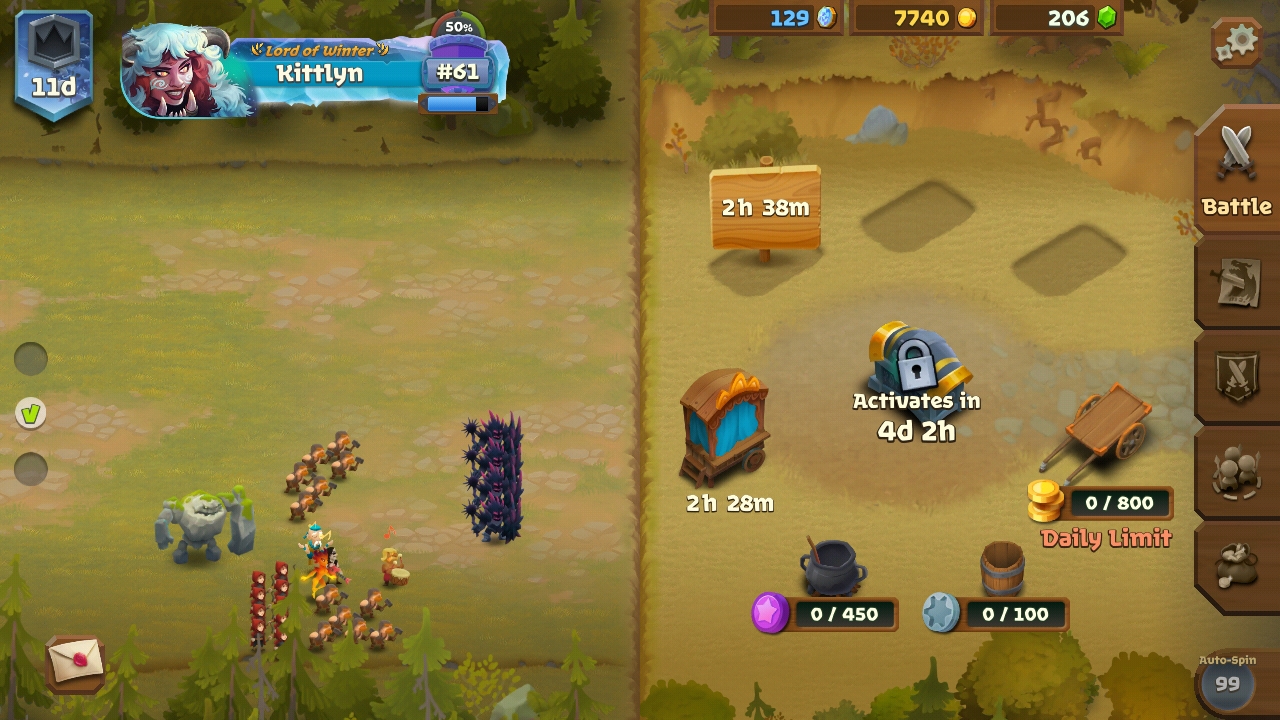 11d
Lord of Winter
Kittlyn
50%
#61
129
7740
206
Battle
2h 38m
Activates in
4d 2h
2h 28m
0 / 800
Daily Limit
0 / 450
0 / 100
Auto-Spin
99